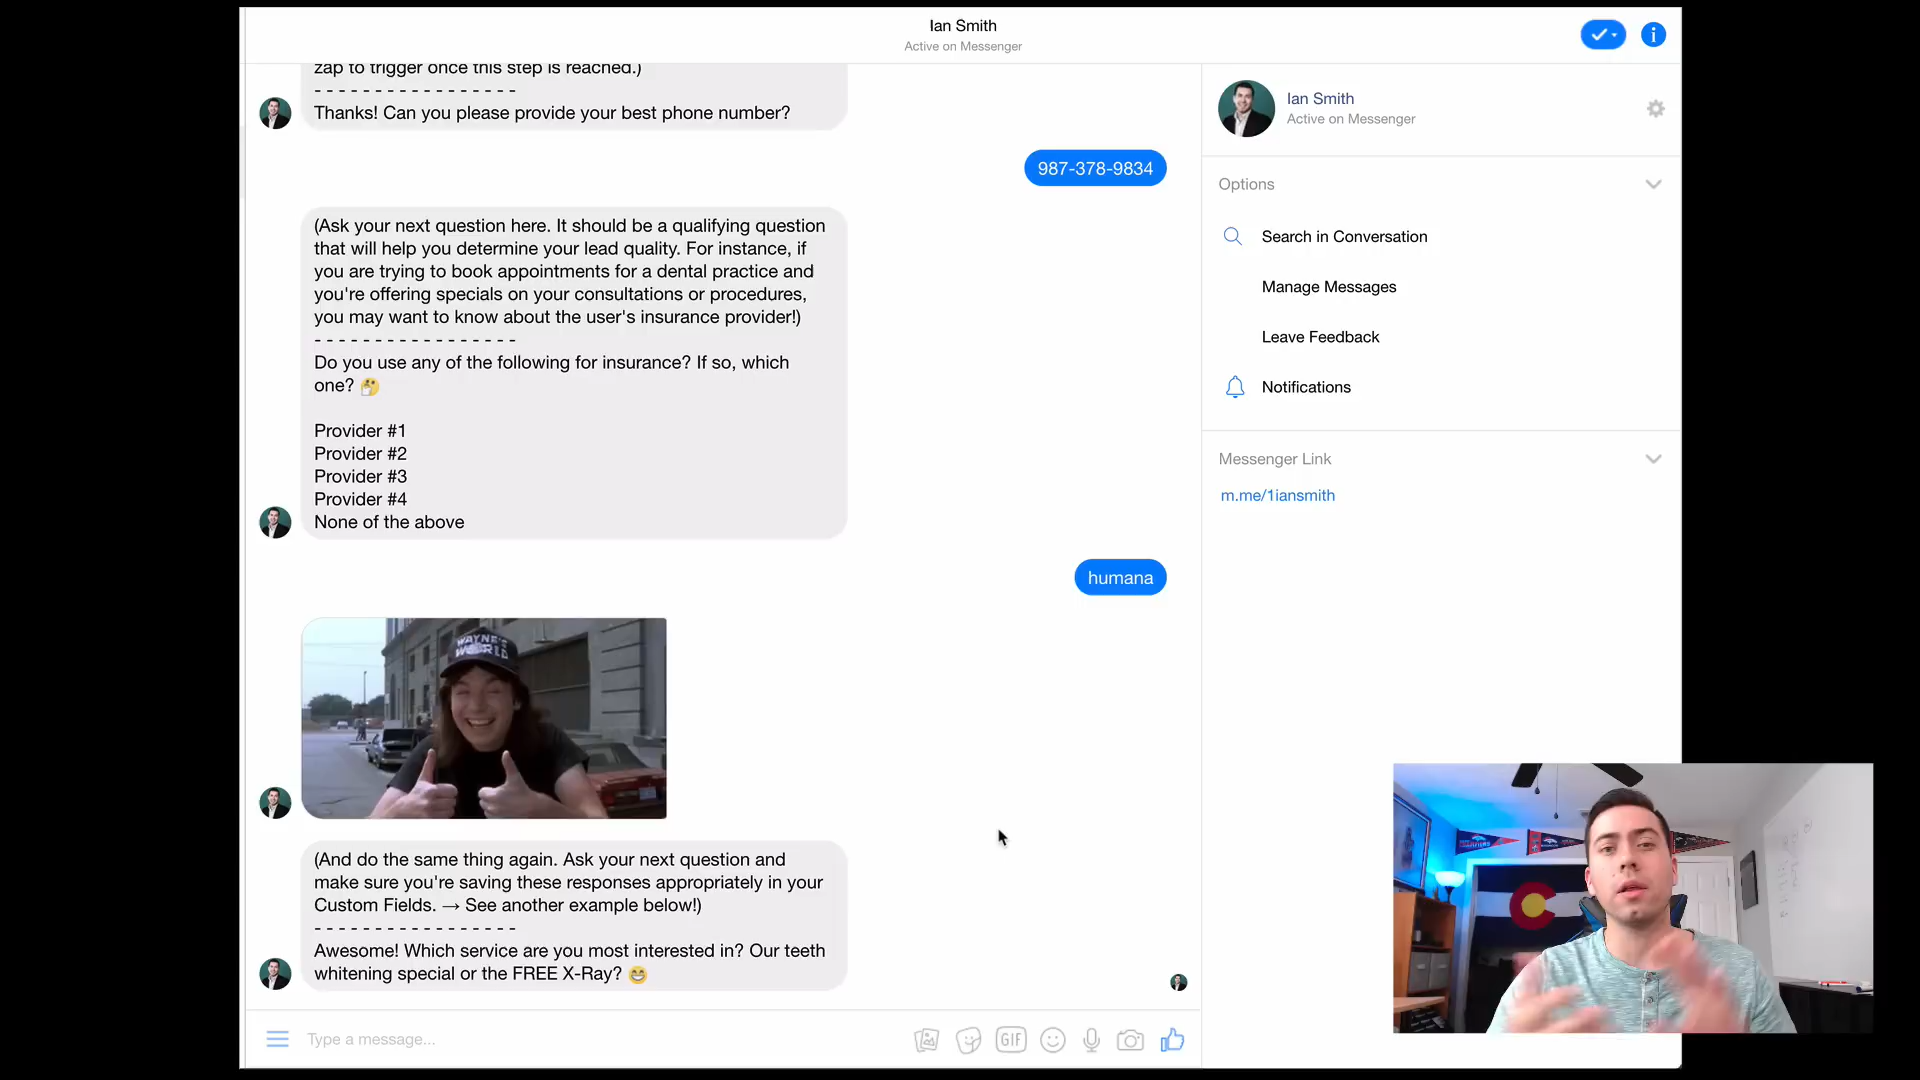 Ian Smith
Active on Messenger
zap to trigger once this step is reached.)
- - - - - - - - - - - - - - - - -
Thanks! Can you please provide your best phone number?
987-378-9834
(Ask your next question here. It should be a qualifying question
that will help you determine your lead quality. For instance, if
you are trying to book appointments for a dental practice and
you're offering specials on your consultations or procedures,
you may want to know about the user's insurance provider!)
- - - - - - - - - - - - - - - - -
Do you use any of the following for insurance? If so, which
one? 🤔
Provider #1
Provider #2
Provider #3
Provider #4
None of the above
humana
WAYNE'S
WORLD
(And do the same thing again. Ask your next question and
make sure you're saving these responses appropriately in your
Custom Fields. → See another example below!)
- - - - - - - - - - - - - - - - -
Awesome! Which service are you most interested in? Our teeth
whitening special or the FREE X-Ray? 😁
Type a message...
GIF
Ian Smith
Active on Messenger
Options
Search in Conversation
Manage Messages
Leave Feedback
Notifications
Messenger Link
m.me/1iansmith